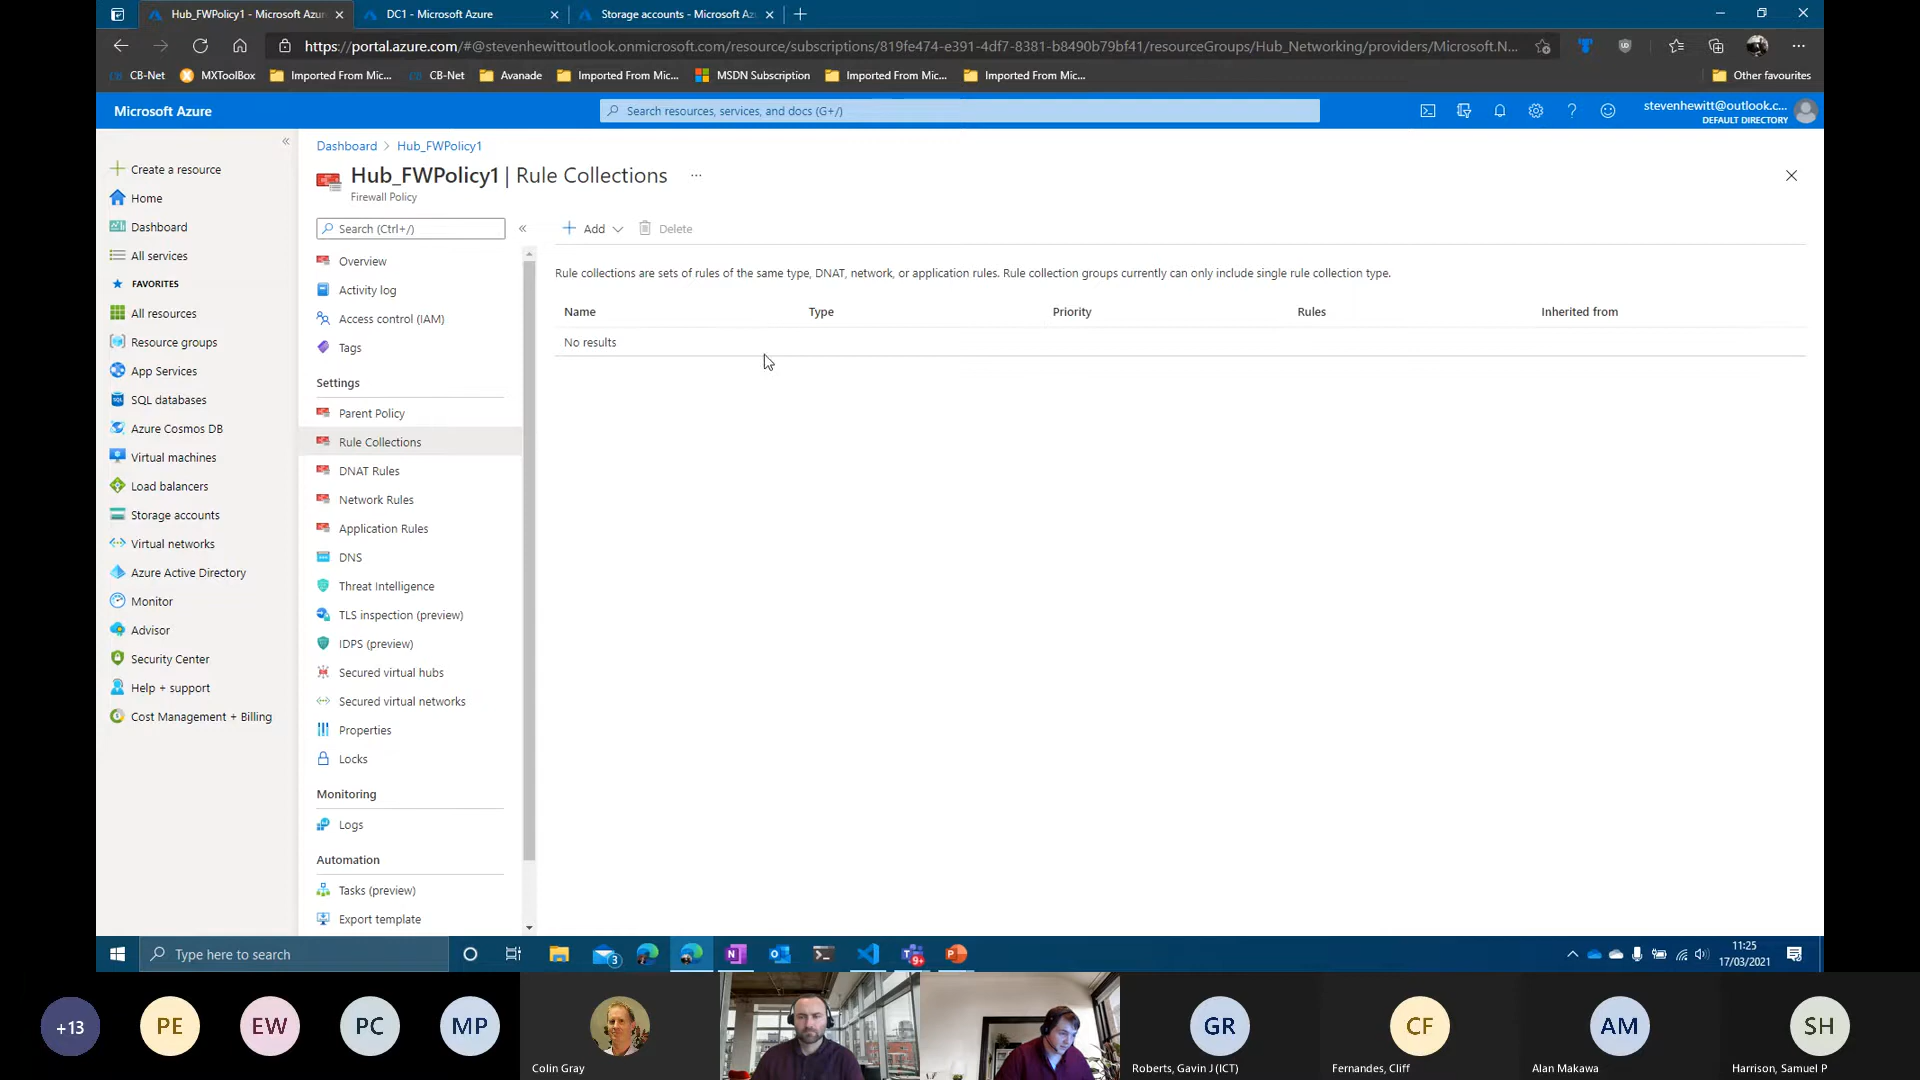 Hub_FWPolicy1 - Microsoft Azur
DC1 - Microsoft Azure
Storage accounts - Microsoft Az
https://portal.azure.com/#@stevenhewittoutlook.onmicrosoft.com/resource/subscriptions/819fe474-e391-4df7-8381-b8490b79bf41/resourceGroups/Hub_Networking/providers/Microsoft.N...
CB-Net
MXToolBox
Imported From Mic...
CB-Net
Avanade
Imported From Mic...
MSDN Subscription
Imported From Mic...
Imported From Mic...
Other favourites
Microsoft Azure
Search resources, services, and docs (G+/)
stevenhewitt@outlook.c...
DEFAULT DIRECTORY
Create a resource
Home
Dashboard
All services
FAVORITES
All resources
Resource groups
App Services
SQL databases
Azure Cosmos DB
Virtual machines
Load balancers
Storage accounts
Virtual networks
Azure Active Directory
Monitor
Advisor
Security Center
Help + support
Cost Management + Billing
Dashboard > Hub_FWPolicy1
Hub_FWPolicy1 | Rule Collections ...
Firewall Policy
Search (Ctrl+/)
Overview
Activity log
Access control (IAM)
Tags
Settings
Parent Policy
Rule Collections
DNAT Rules
Network Rules
Application Rules
DNS
Threat Intelligence
TLS inspection (preview)
IDPS (preview)
Secured virtual hubs
Secured virtual networks
Properties
Locks
Monitoring
Logs
Automation
Tasks (preview)
Export template
Add
Delete
Rule collections are sets of rules of the same type, DNAT, network, or application rules. Rule collection groups currently can only include single rule collection type.
Name Type Priority Rules Inherited from
No results
Type here to search
3
9+
11:25
17/03/2021
+13
PE
EW
PC
MP
GR
CF
AM
SH
Colin Gray
Roberts, Gavin J (ICT)
Fernandes, Cliff
Alan Makawa
Harrison, Samuel P